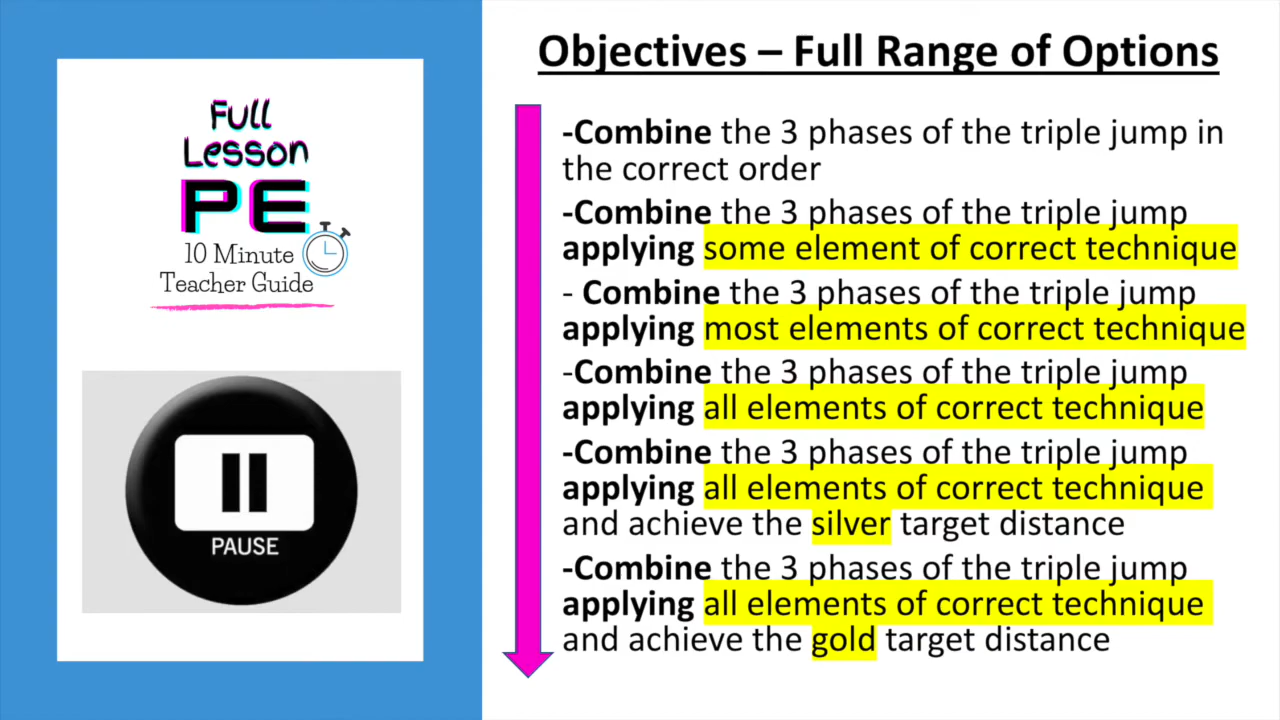 Full
Lesson
PE
10 Minute
Teacher Guide
PAUSE
Objectives – Full Range of Options
-Combine the 3 phases of the triple jump in
the correct order
-Combine the 3 phases of the triple jump
applying some element of correct technique
- Combine the 3 phases of the triple jump
applying most elements of correct technique
-Combine the 3 phases of the triple jump
applying all elements of correct technique
-Combine the 3 phases of the triple jump
applying all elements of correct technique
and achieve the silver target distance
-Combine the 3 phases of the triple jump
applying all elements of correct technique
and achieve the gold target distance